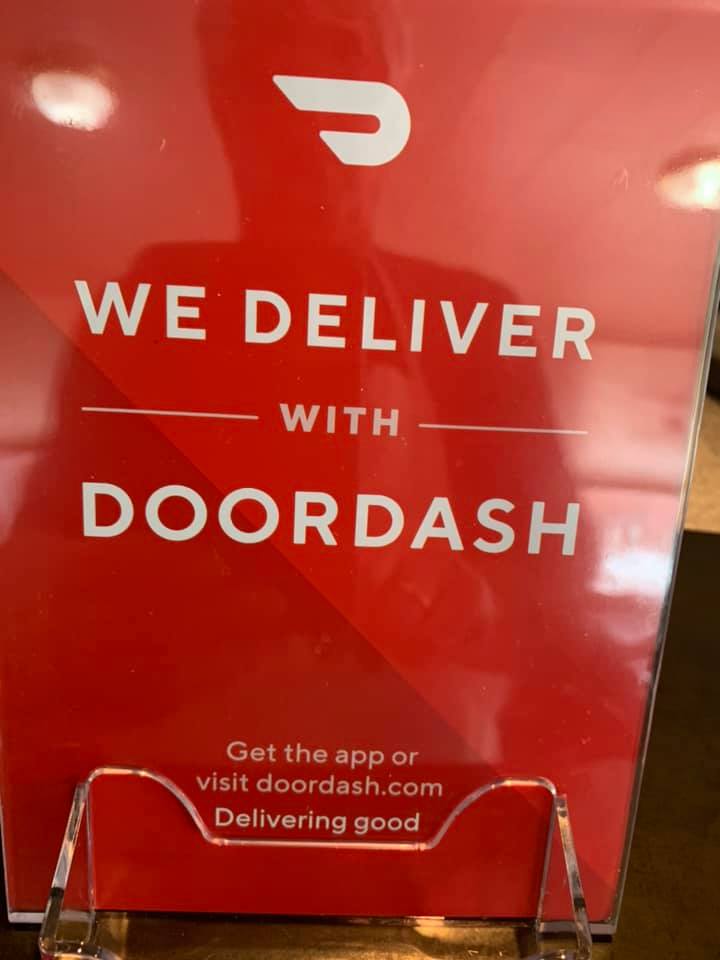 WE DELIVER
WITH
DOORDASH
Get the app or
visit doordash.com
Delivering good